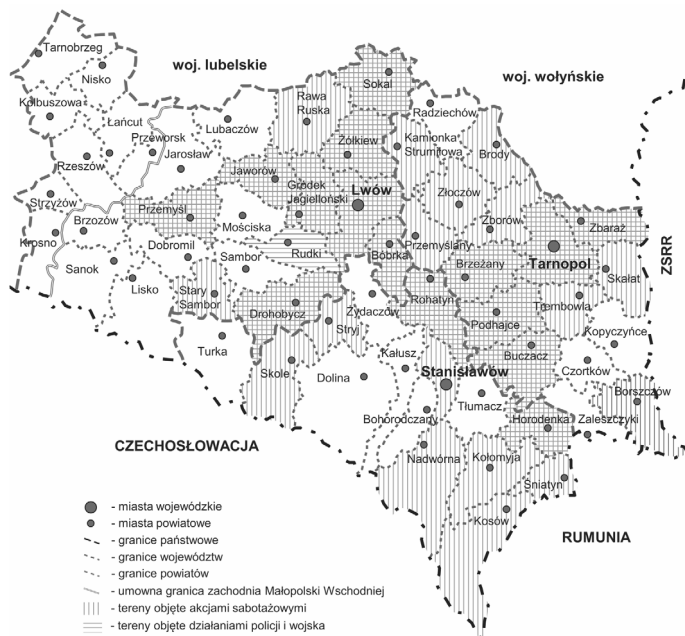 Tarnobrzeg
Nisko
woj. lubelskie
woj. wołyńskie
Sokal
Kolbuszowa
Rawa
Ruska
Radziechów
Łańcut
Przeworsk
Lubaczów
Kamionka
Strumiłowa
Brody
Rzeszów
Jarosław
Żółkiew
Jaworów
Gródek
Jagielloński
Lwów
Złoczów
Strzyżów
Przemyśl
Mościska
Zborów
Zbaraż
Brzozów
Krosno
Dobromil
Rudki
Bóbrka
Przemyślany
Tarnopol
ZSRR
Sanok
Sambor
Brzeżany
Skałat
Lisko
Stary
Sambor
Rohatyn
Trembowla
Drohobycz
Żydaczów
Podhajce
Stryj
Kopyczyńce
Turka
Kałusz
Buczacz
Skole
Dolina
Stanisławów
Czortków
Tłumacz
Borszczów
Bohorodczany
Horodenka
Zaleszczyki
CZECHOSŁOWACJA
Nadwórna
Kołomyja
Śniatyn
Kosów
RUMUNIA
- miasta wojewódzkie
- miasta powiatowe
- granice państwowe
- granice województw
- granice powiatów
- umowna granica zachodnia Małopolski Wschodniej
- tereny objęte akcjami sabotażowymi
- tereny objęte działaniami policji i wojska